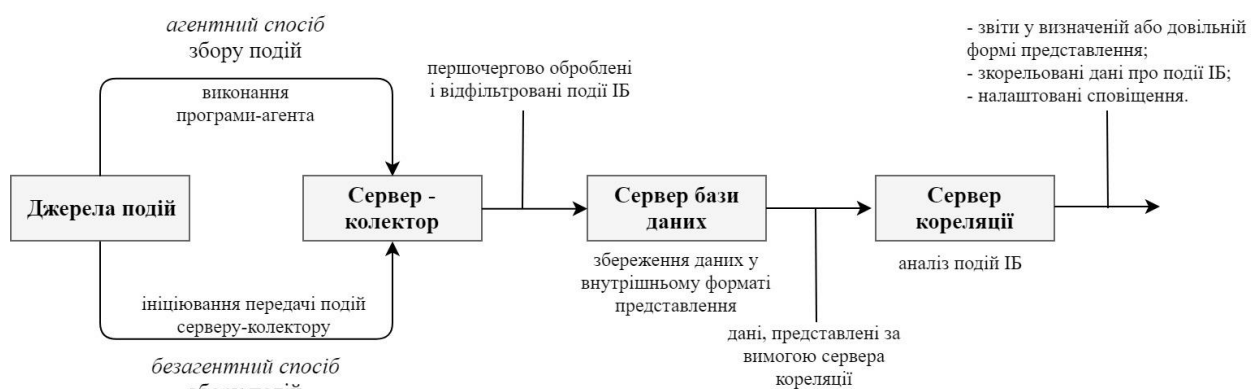 агентний спосіб
збору подій
виконання
програми-агента
Джерела подій
ініціювання передачі подій
серверу-колектору
безагентний спосіб
Сервер -
колектор
першочергово оброблені
і відфільтровані події ІБ
Сервер бази
даних
збереження даних у
внутрішньому форматі
представлення
дані, представлені за
вимогою сервера
кореляції
Сервер
кореляції
аналіз подій ІБ
- звіти у визначеній або довільній
формі представлення;
- зкорельовані дані про події ІБ;
- налаштовані сповіщення.